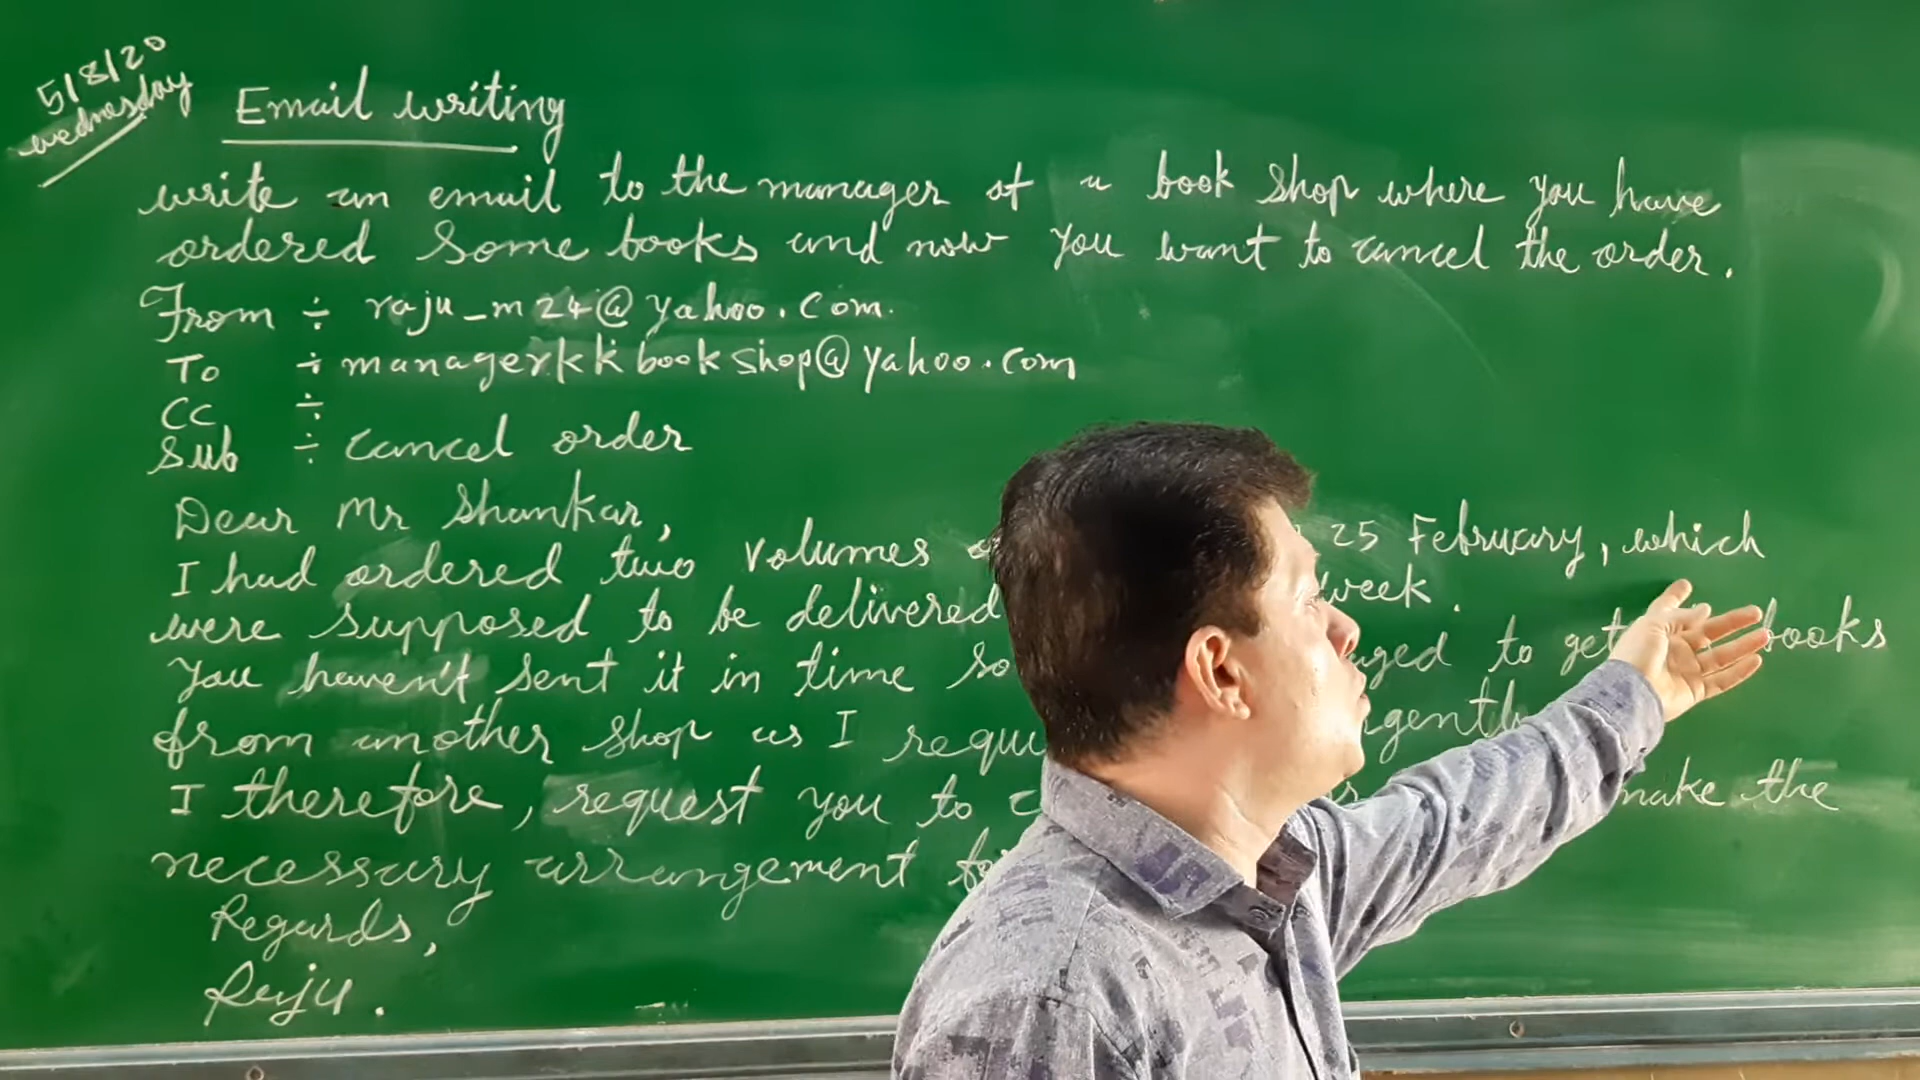 5/8/20
wednesday
Email writing
write an email to the manager of a book shop where you have
ordered some books and now you want to cancel the order.
From ÷ raju_m24@yahoo.com.
To ÷ managerkkbookshop@yahoo.com
CC ÷
Sub ÷ cancel order
Dear Mr Shankar,
I had ordered two volumes 25 February, which
were supposed to be delivered week.
You haven't sent it in time so to get books
from another shop as I
I therefore, request you to make the
necessary arrangement
Regards,
Raju.